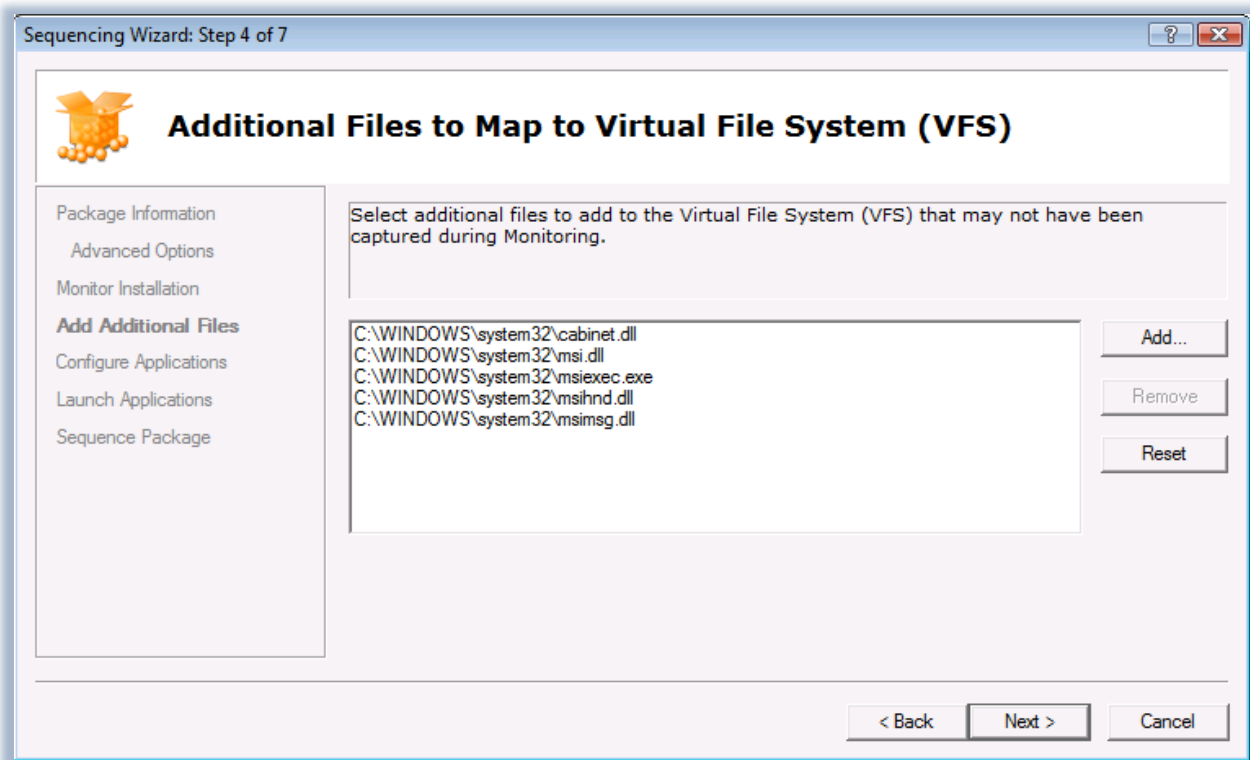 Sequencing Wizard: Step 4 of 7
?
Additional Files to Map to Virtual File System (VFS)
Package Information
Advanced Options
Monitor Installation
Add Additional Files
Configure Applications
Launch Applications
Sequence Package
Select additional files to add to the Virtual File System (VFS) that may not have been
captured during Monitoring.
C:\WINDOWS\system32\cabinet.dll
C:\WINDOWS\system32\msi.dll
C:\WINDOWS\system32\msiexec.exe
C:\WINDOWS\system32\msihnd.dll
C:\WINDOWS\system32\msimsg.dll
Add...
Remove
Reset
< Back
Next >
Cancel